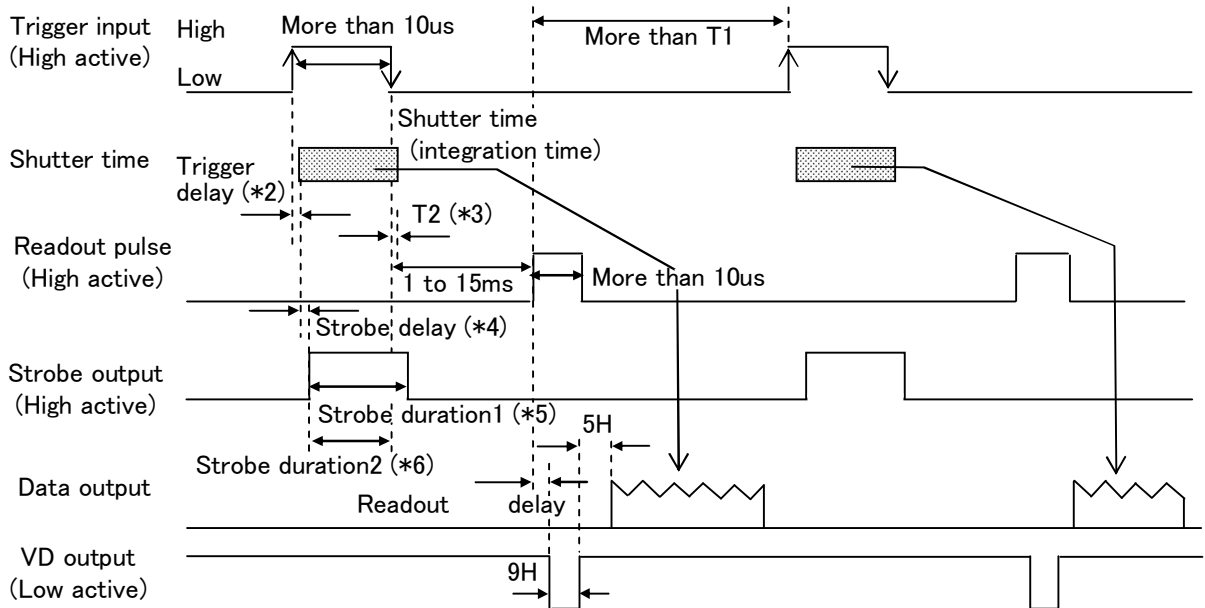 Trigger input
(High active)
High
Low
More than 10us
More than T1
Shutter time
(integration time)
Shutter time
Trigger
delay (*2)
T2 (*3)
Readout pulse
(High active)
1 to 15ms
More than 10us
Strobe delay (*4)
Strobe output
(High active)
Strobe duration1 (*5)
5H
Strobe duration2 (*6)
Data output
Readout delay
VD output
(Low active)
9H